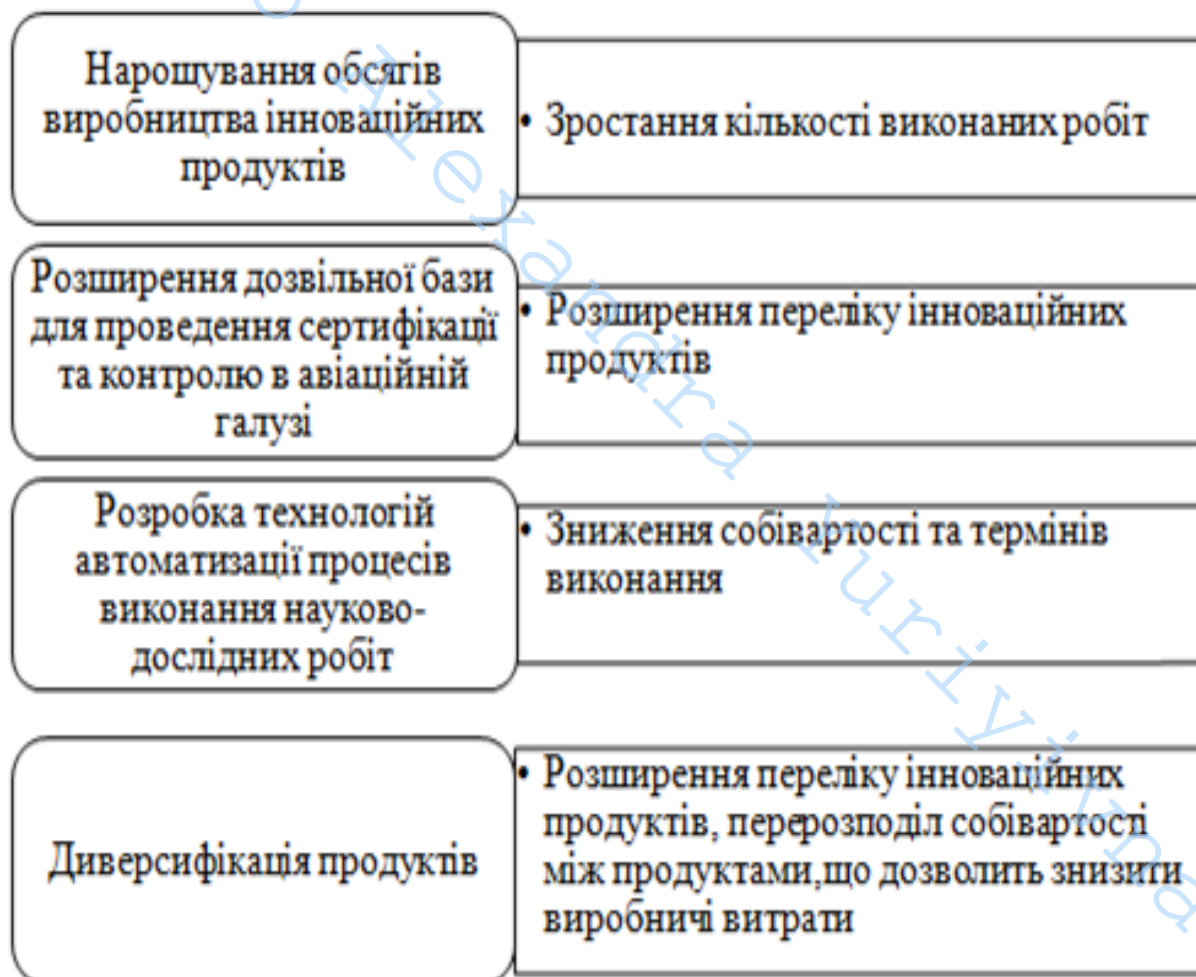 Нарощування обсягів
виробництва інноваційних
продуктів
• Зростання кількості виконаних робіт
Розширення дозвільної бази
для проведення сертифікації
та контролю в авіаційній
галузі
• Розширення переліку інноваційних
продуктів
Розробка технологій
автоматизації процесів
виконання науково-
дослідних робіт
• Зниження собівартості та термінів
виконання
Диверсифікація продуктів
• Розширення переліку інноваційних
продуктів, перерозподіл собівартості
між продуктами,що дозволить знизити
виробничі витрати
Alexandra Yuriyivna